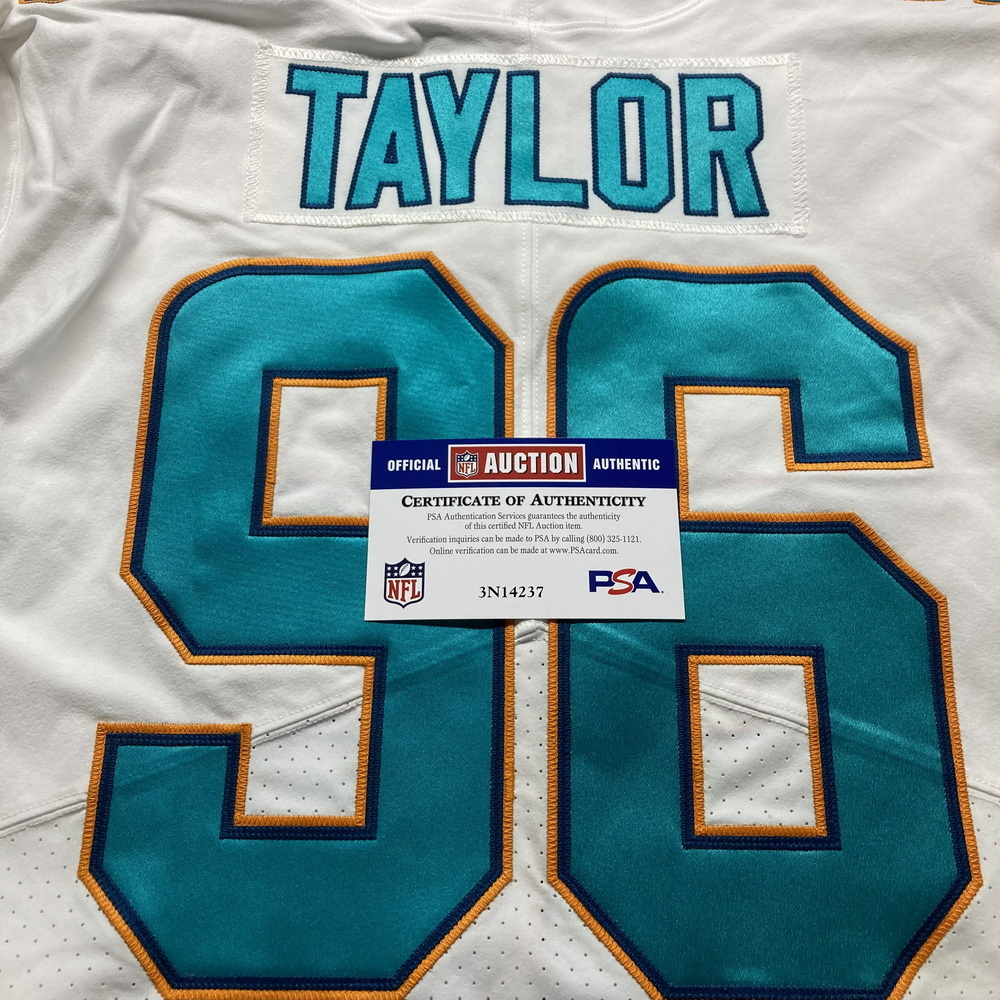 TAYLOR
96
OFFICIAL NFL AUCTION AUTHENTIC
CERTIFICATE OF AUTHENTICITY
PSA Authentication Services guarantees the authenticity
of this certified NFL Auction item.
Verification inquiries can be made to PSA by calling (800) 325-1121.
Online verification can be made at www.PSAcard.com.
NFL 3N14237 PSA